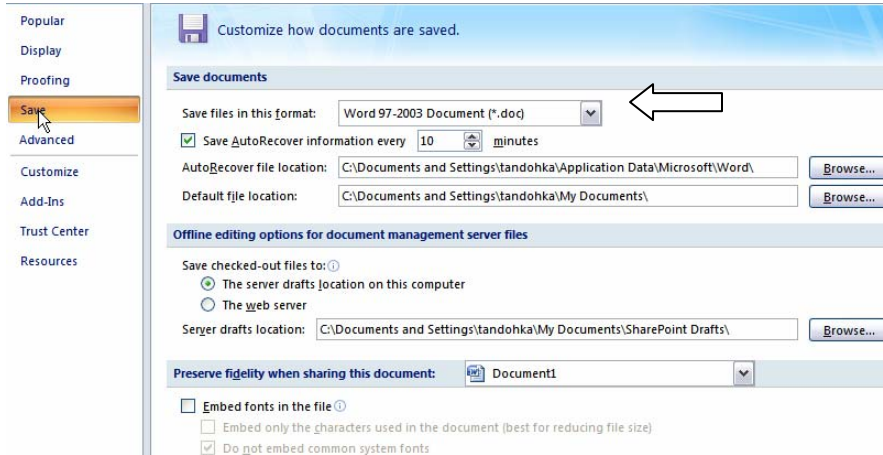 Popular
Display
Proofing
Save
Advanced
Customize
Add-Ins
Trust Center
Resources
Customize how documents are saved.
Save documents
Save files in this format: Word 97-2003 Document (*.doc)
Save AutoRecover information every 10 minutes
AutoRecover file location: C:\Documents and Settings\tandohka\Application Data\Microsoft\Word\ Browse...
Default file location: C:\Documents and Settings\tandohka\My Documents\ Browse...
Offline editing options for document management server files
Save checked-out files to:
The server drafts location on this computer
The web server
Server drafts location: C:\Documents and Settings\tandohka\My Documents\SharePoint Drafts\ Browse...
Preserve fidelity when sharing this document: Document1
Embed fonts in the file
Embed only the characters used in the document (best for reducing file size)
Do not embed common system fonts